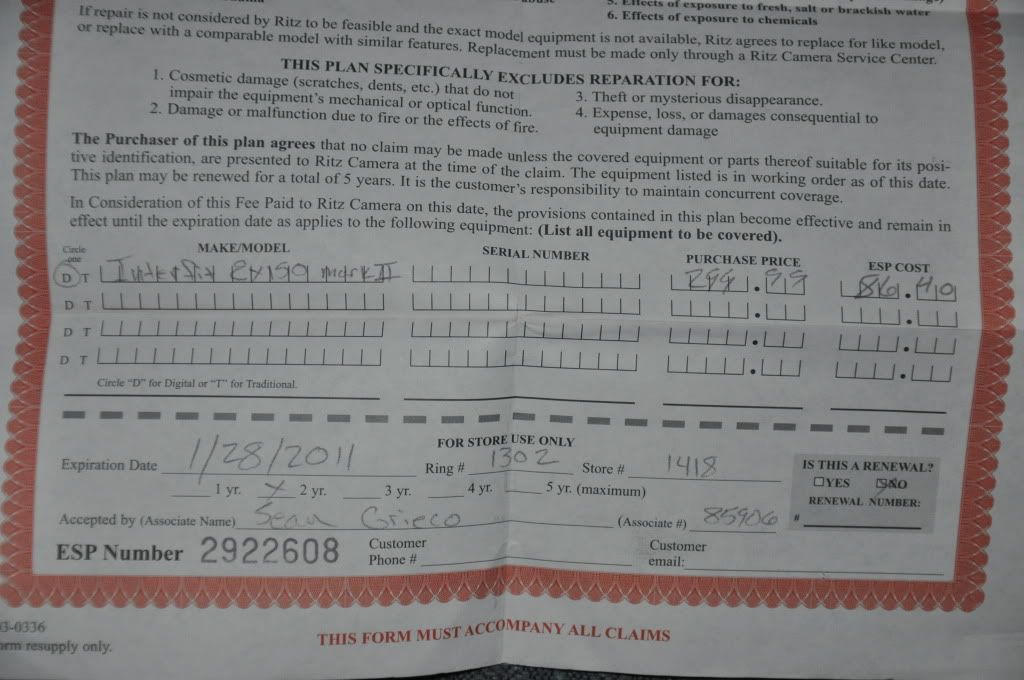 5. Effects of exposure to fresh, salt or brackish water
6. Effects of exposure to chemicals
If repair is not considered by Ritz to be feasible and the exact model equipment is not available, Ritz agrees to replace for like model,
or replace with a comparable model with similar features. Replacement must be made only through a Ritz Camera Service Center.
THIS PLAN SPECIFICALLY EXCLUDES REPARATION FOR:
1. Cosmetic damage (scratches, dents, etc.) that do not
impair the equipment's mechanical or optical function.
2. Damage or malfunction due to fire or the effects of fire.
3. Theft or mysterious disappearance.
4. Expense, loss, or damages consequential to
equipment damage
The Purchaser of this plan agrees that no claim may be made unless the covered equipment or parts thereof suitable for its posi-
tive identification, are presented to Ritz Camera at the time of the claim. The equipment listed is in working order as of this date.
This plan may be renewed for a total of 5 years. It is the customer's responsibility to maintain concurrent coverage.
In Consideration of this Fee Paid to Ritz Camera on this date, the provisions contained in this plan become effective and remain in
effect until the expiration date as applies to the following equipment: (List all equipment to be covered).
Circle one MAKE/MODEL SERIAL NUMBER PURCHASE PRICE ESP COST
D T mark II 299.99 .40
D T
D T
D T
Circle "D" for Digital or "T" for Traditional.
FOR STORE USE ONLY
Expiration Date 1/28/2011 Ring # 1302 Store # 1418
1 yr. X 2 yr. 3 yr. 4 yr. 5 yr. (maximum)
IS THIS A RENEWAL?
YES NO
RENEWAL NUMBER:
#
Accepted by (Associate Name) Sean Grieco (Associate #) 85906
ESP Number 2922608 Customer Phone # Customer email:
3-0336
rm resupply only.
THIS FORM MUST ACCOMPANY ALL CLAIMS